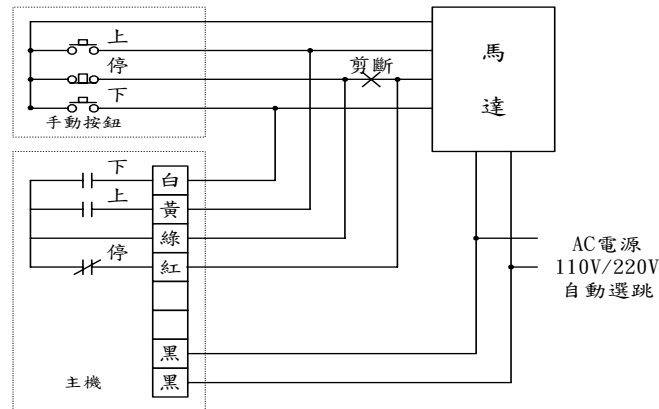 上
停
剪斷
下
手動按鈕
馬
達
下
白
上
黃
綠
停
紅
黑
黑
主機
AC電源
110V/220V
自動選跳